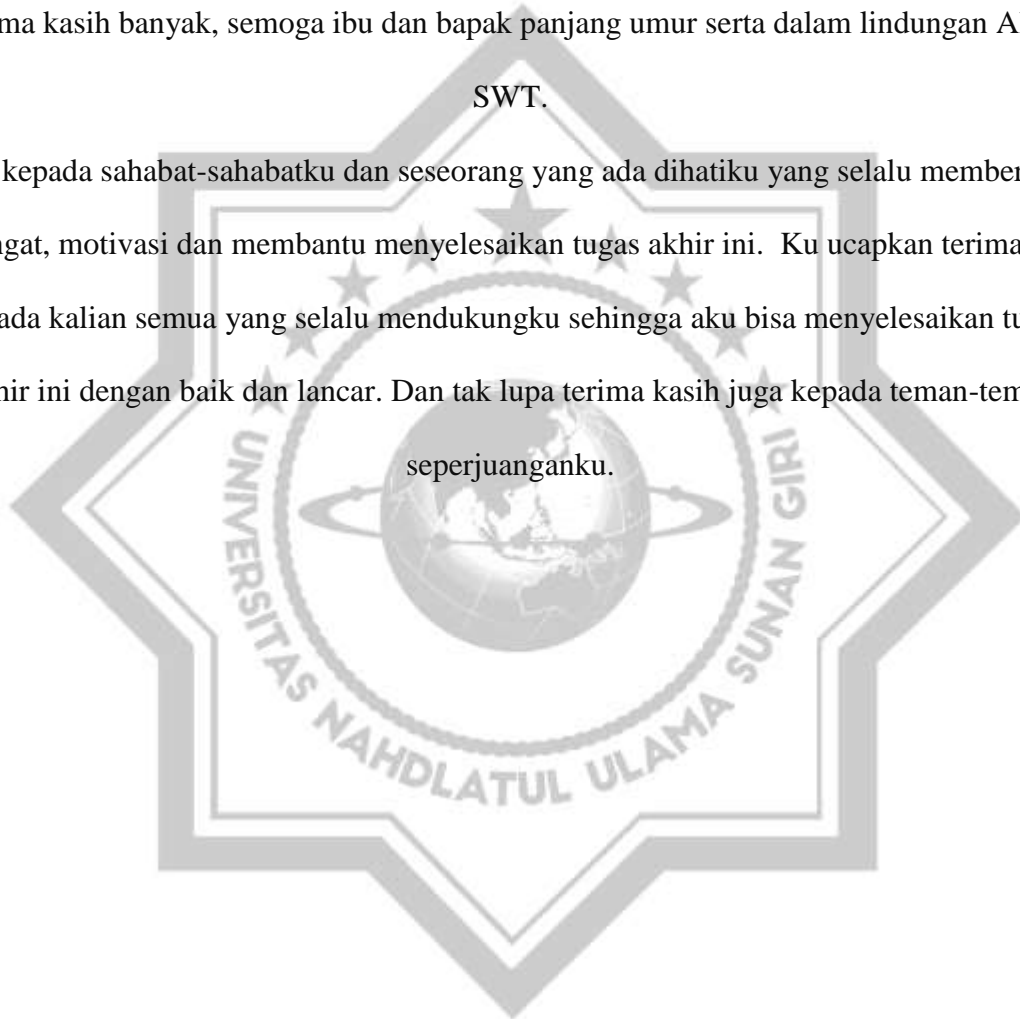 ma kasih banyak, semoga ibu dan bapak panjang umur serta dalam lindungan A
SWT.
kepada sahabat-sahabatku dan seseorang yang ada dihatiku yang selalu member
ngat, motivasi dan membantu menyelesaikan tugas akhir ini. Ku ucapkan terima
ada kalian semua yang selalu mendukungku sehingga aku bisa menyelesaikan tu
hir ini dengan baik dan lancar. Dan tak lupa terima kasih juga kepada teman-tem
seperjuanganku.
UNIVERSITAS NAHDLATUL ULAMA SUNAN GIRI